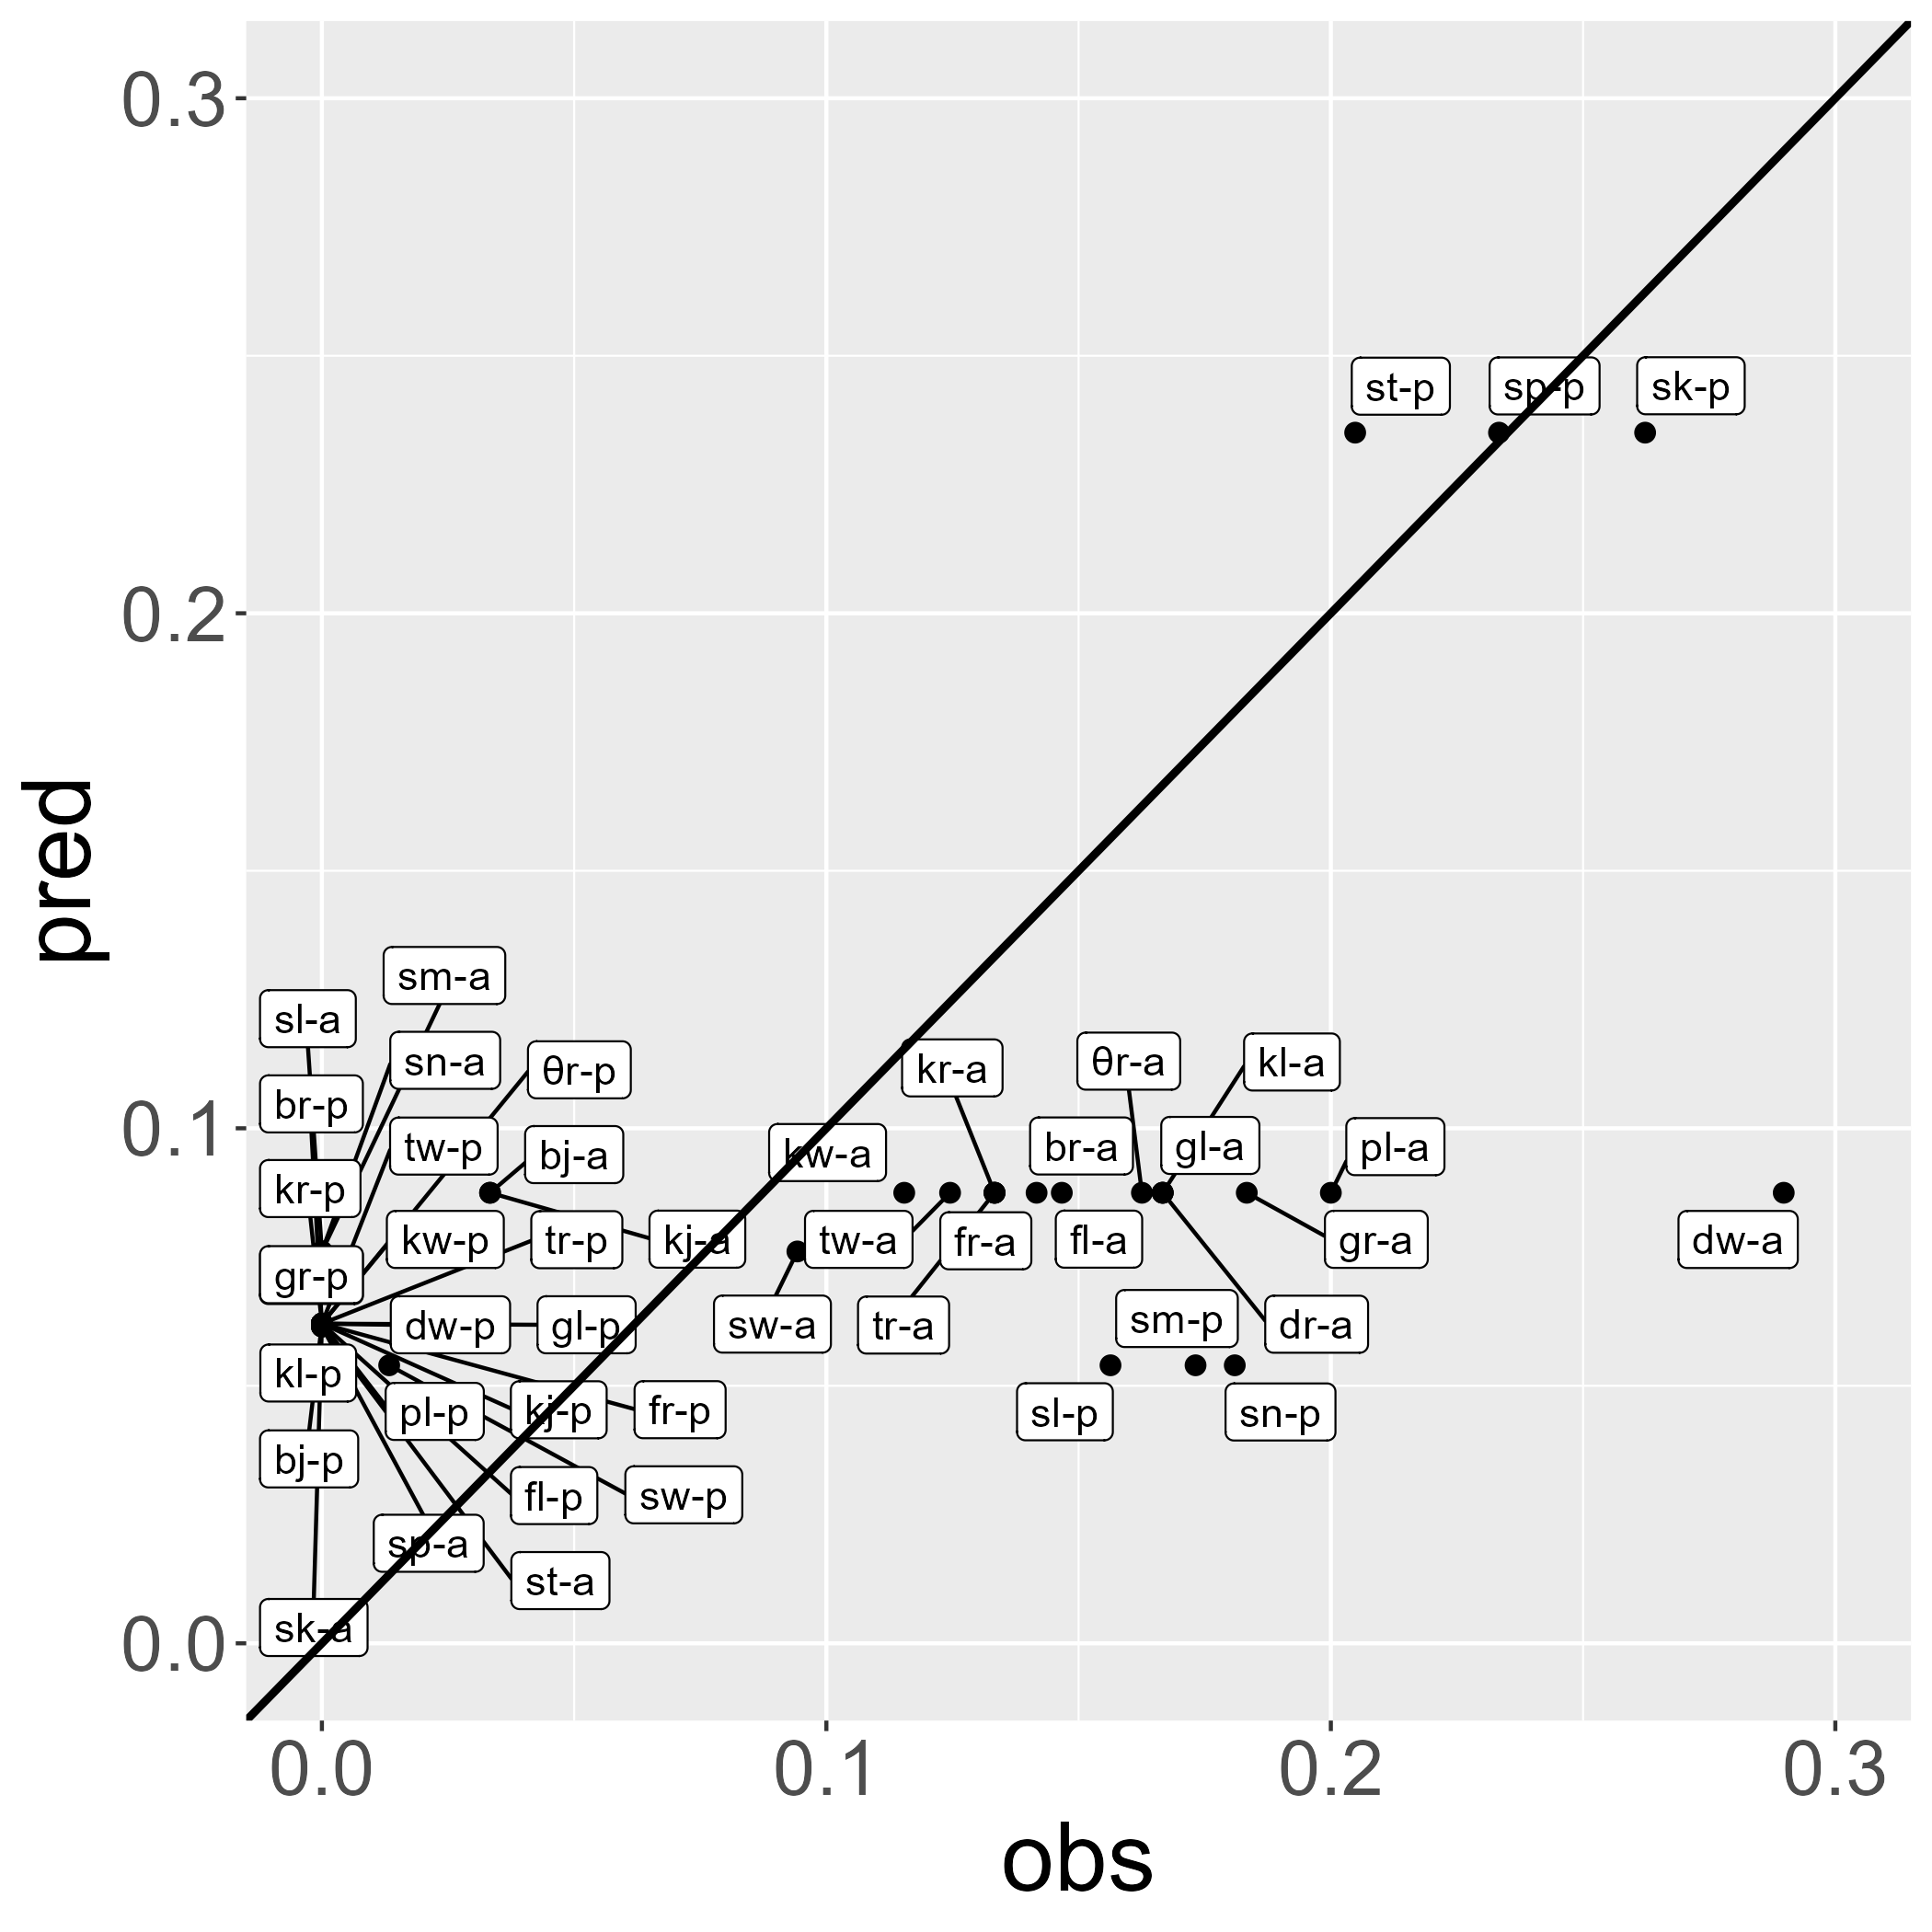 0.3
st-p sp-p sk-p
0.2
pred
sm-a
sl-a
sn-a θr-p kr-a θr-a kl-a
br-p
0.1
tw-p bj-a kw-a br-a gl-a pl-a
kr-p
kw-p tr-p kj-a tw-a fr-a fl-a gr-a dw-a
gr-p
dw-p gl-p sw-a tr-a sm-p dr-a
kl-p
pl-p kj-p fr-p sl-p sn-p
bj-p
fl-p sw-p
sp-a
st-a
0.0
sk-a
0.0 0.1 0.2 0.3
obs